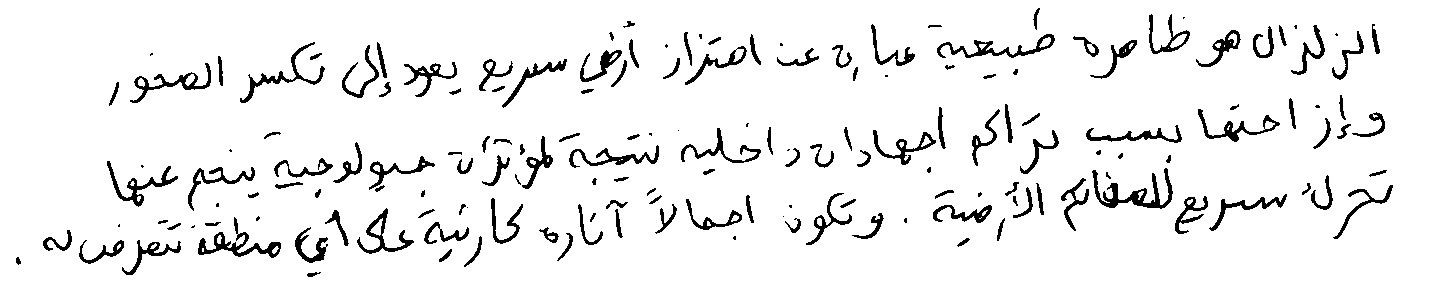 الزلزال هو ظاهرة طبيعية عبارة عن اهتزاز أرضي سريع يعود إلى تكسر الصخور
وإزاحتها بسبب تراكم اجهادات داخلية نتيجة لمؤثرات جيولوجية ينجم عنها
تحرك سريع للصفائح الأرضية . وتكون اجمالاً آثاره كارثية على أي منطقة تتعرض له .